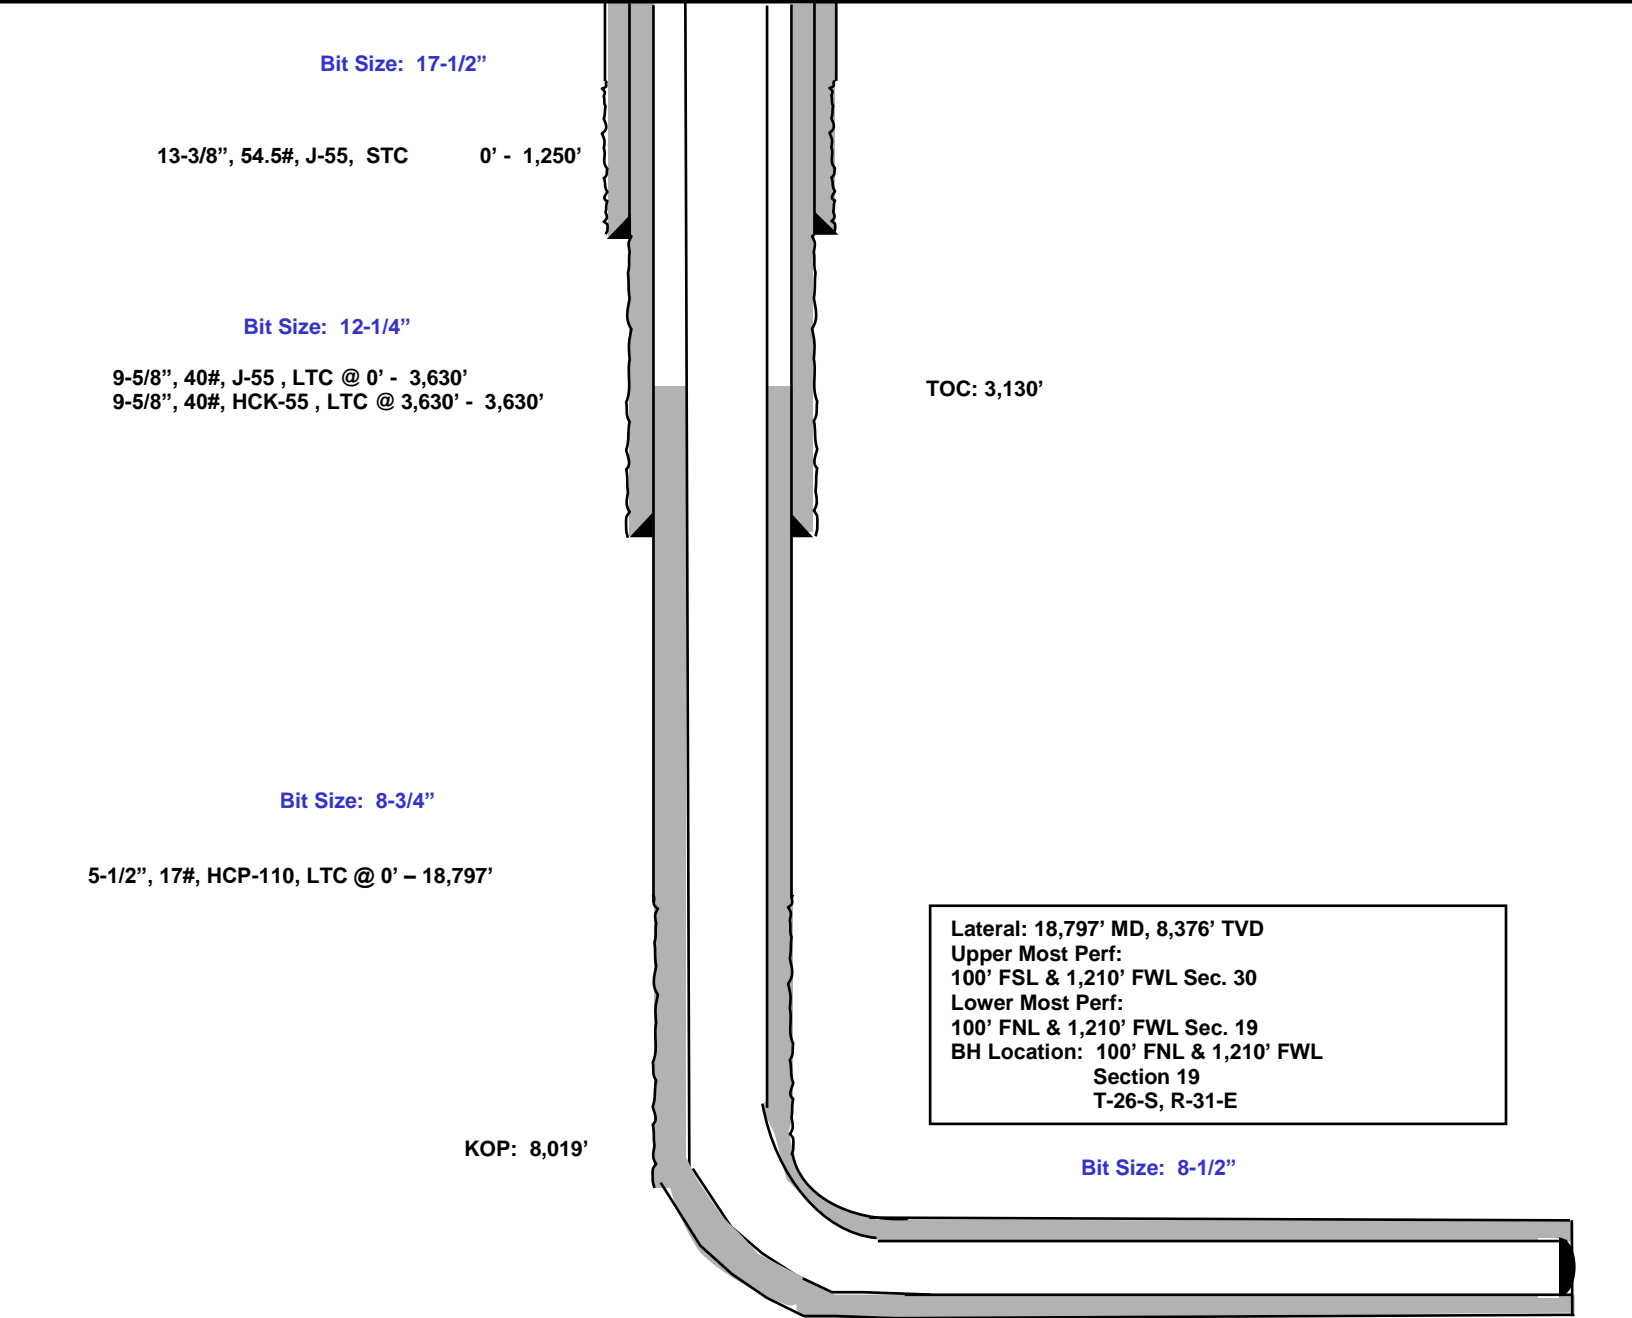 Bit Size: 17-1/2”
13-3/8”, 54.5#, J-55, STC 0’ - 1,250’
Bit Size: 12-1/4”
9-5/8”, 40#, J-55 , LTC @ 0’ - 3,630’
9-5/8”, 40#, HCK-55 , LTC @ 3,630’ - 3,630’
TOC: 3,130’
Bit Size: 8-3/4”
5-1/2”, 17#, HCP-110, LTC @ 0’ – 18,797’
Lateral: 18,797’ MD, 8,376’ TVD
Upper Most Perf:
100’ FSL & 1,210’ FWL Sec. 30
Lower Most Perf:
100’ FNL & 1,210’ FWL Sec. 19
BH Location: 100’ FNL & 1,210’ FWL
Section 19
T-26-S, R-31-E
KOP: 8,019’
Bit Size: 8-1/2”